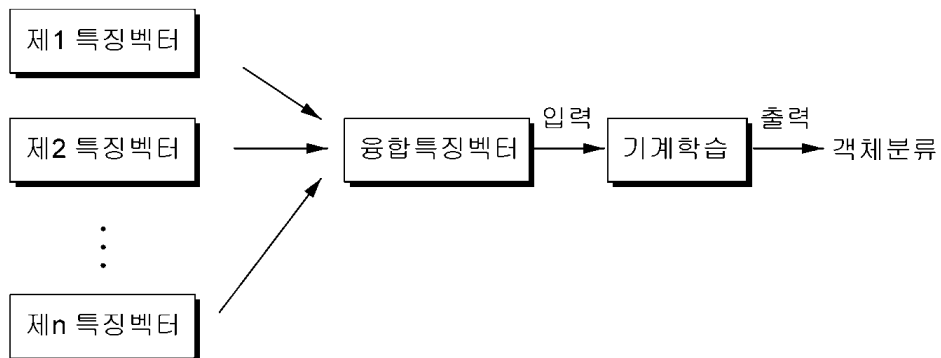 제1 특징벡터
제2 특징벡터
제n 특징벡터
융합특징벡터
입력
기계학습
출력
객체분류